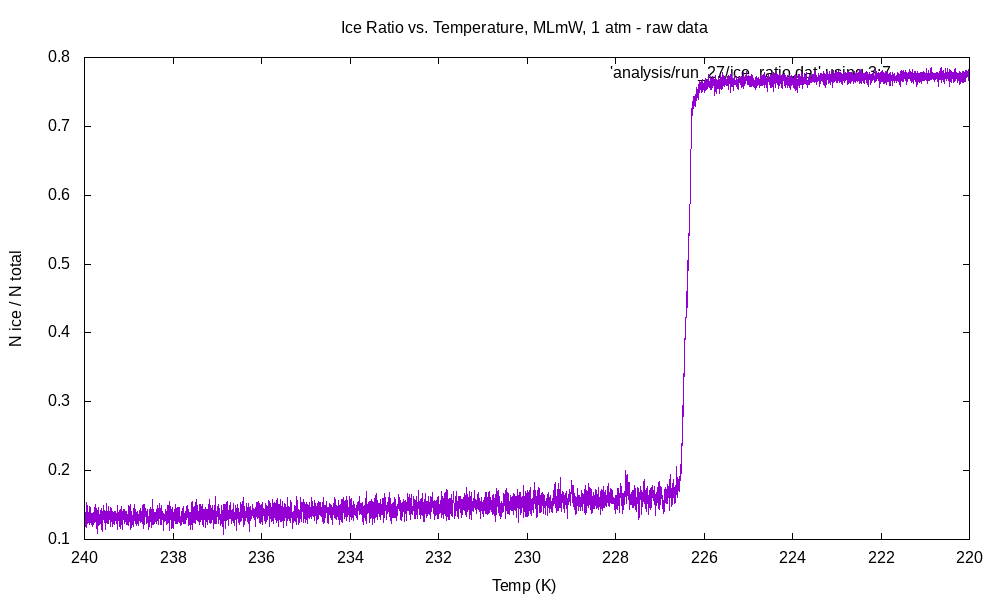 Ice Ratio vs. Temperature, MLmW, 1 atm - raw data
'analysis/run_27/ice_ratio.dat' using 3:7
0.8
0.7
0.6
0.5
0.4
0.3
0.2
0.1
N ice / N total
240 238 236 234 232 230 228 226 224 222 220
Temp (K)